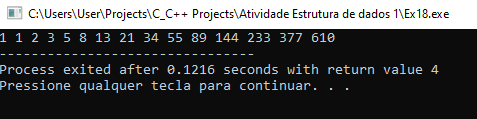 C:\Users\User\Projects\C_C++ Projects\Atividade Estrutura de dados 1\Ex18.exe
1 1 2 3 5 8 13 21 34 55 89 144 233 377 610
--------------------------------
Process exited after 0.1216 seconds with return value 4
Pressione qualquer tecla para continuar. . .